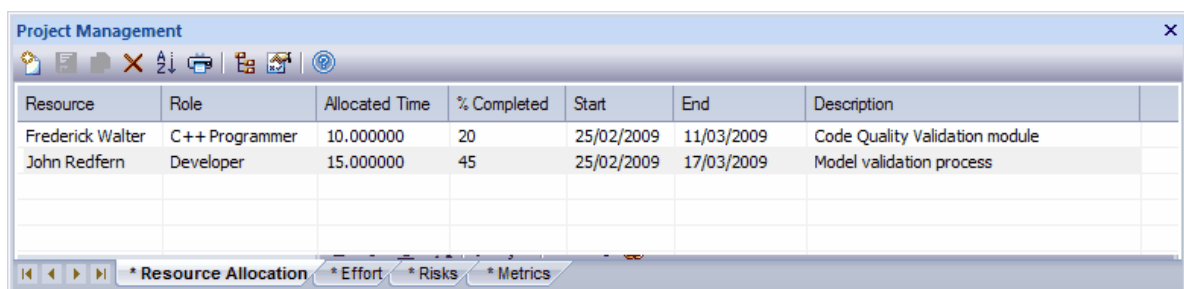 Project Management
Resource Role Allocated Time % Completed Start End Description
Frederick Walter C++ Programmer 10.000000 20 25/02/2009 11/03/2009 Code Quality Validation module
John Redfern Developer 15.000000 45 25/02/2009 17/03/2009 Model validation process
* Resource Allocation * Effort * Risks * Metrics